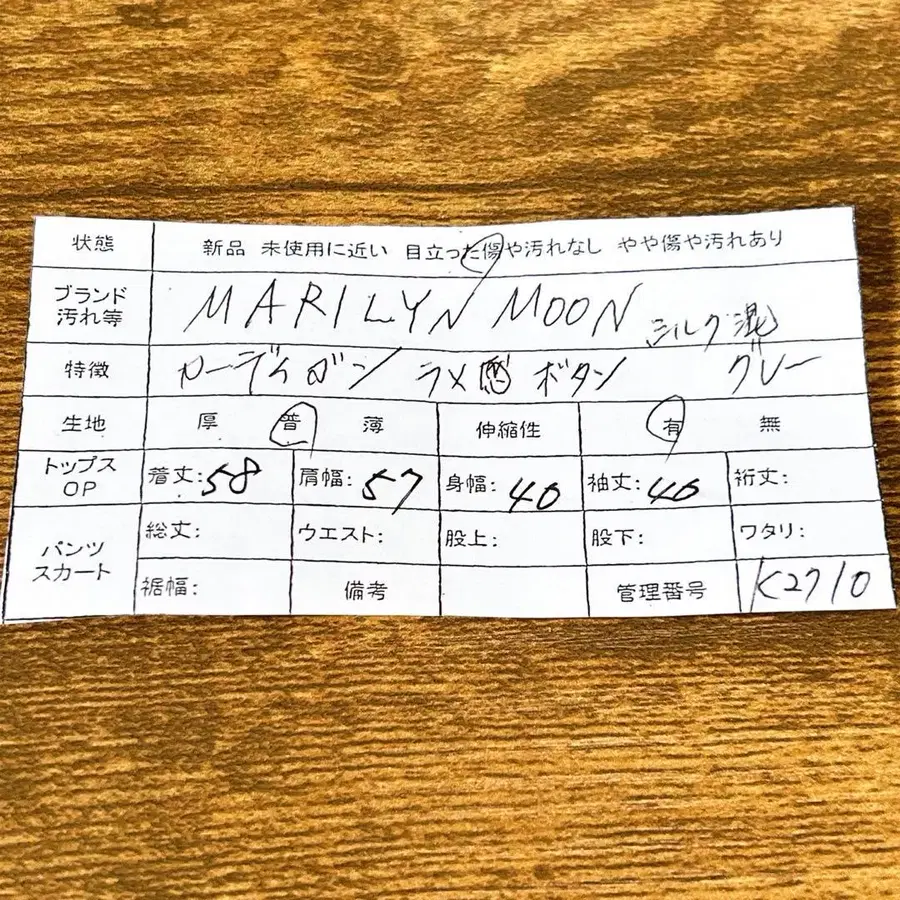 状態 新品 未使用に近い 目立った傷や汚れなし やや傷や汚れあり
ブランド
汚れ等 MARILYN MOON シルク混
特徴 カーディガン ラメ ボタン グレー
生地 厚 普 薄 伸縮性 有 無
トップス
OP 着丈:58 肩幅:57 身幅:40 袖丈:40 裄丈:
パンツ
スカート 総丈: ウエスト: 股上: 股下: ワタリ:
裾幅: 備考 管理番号 K2710